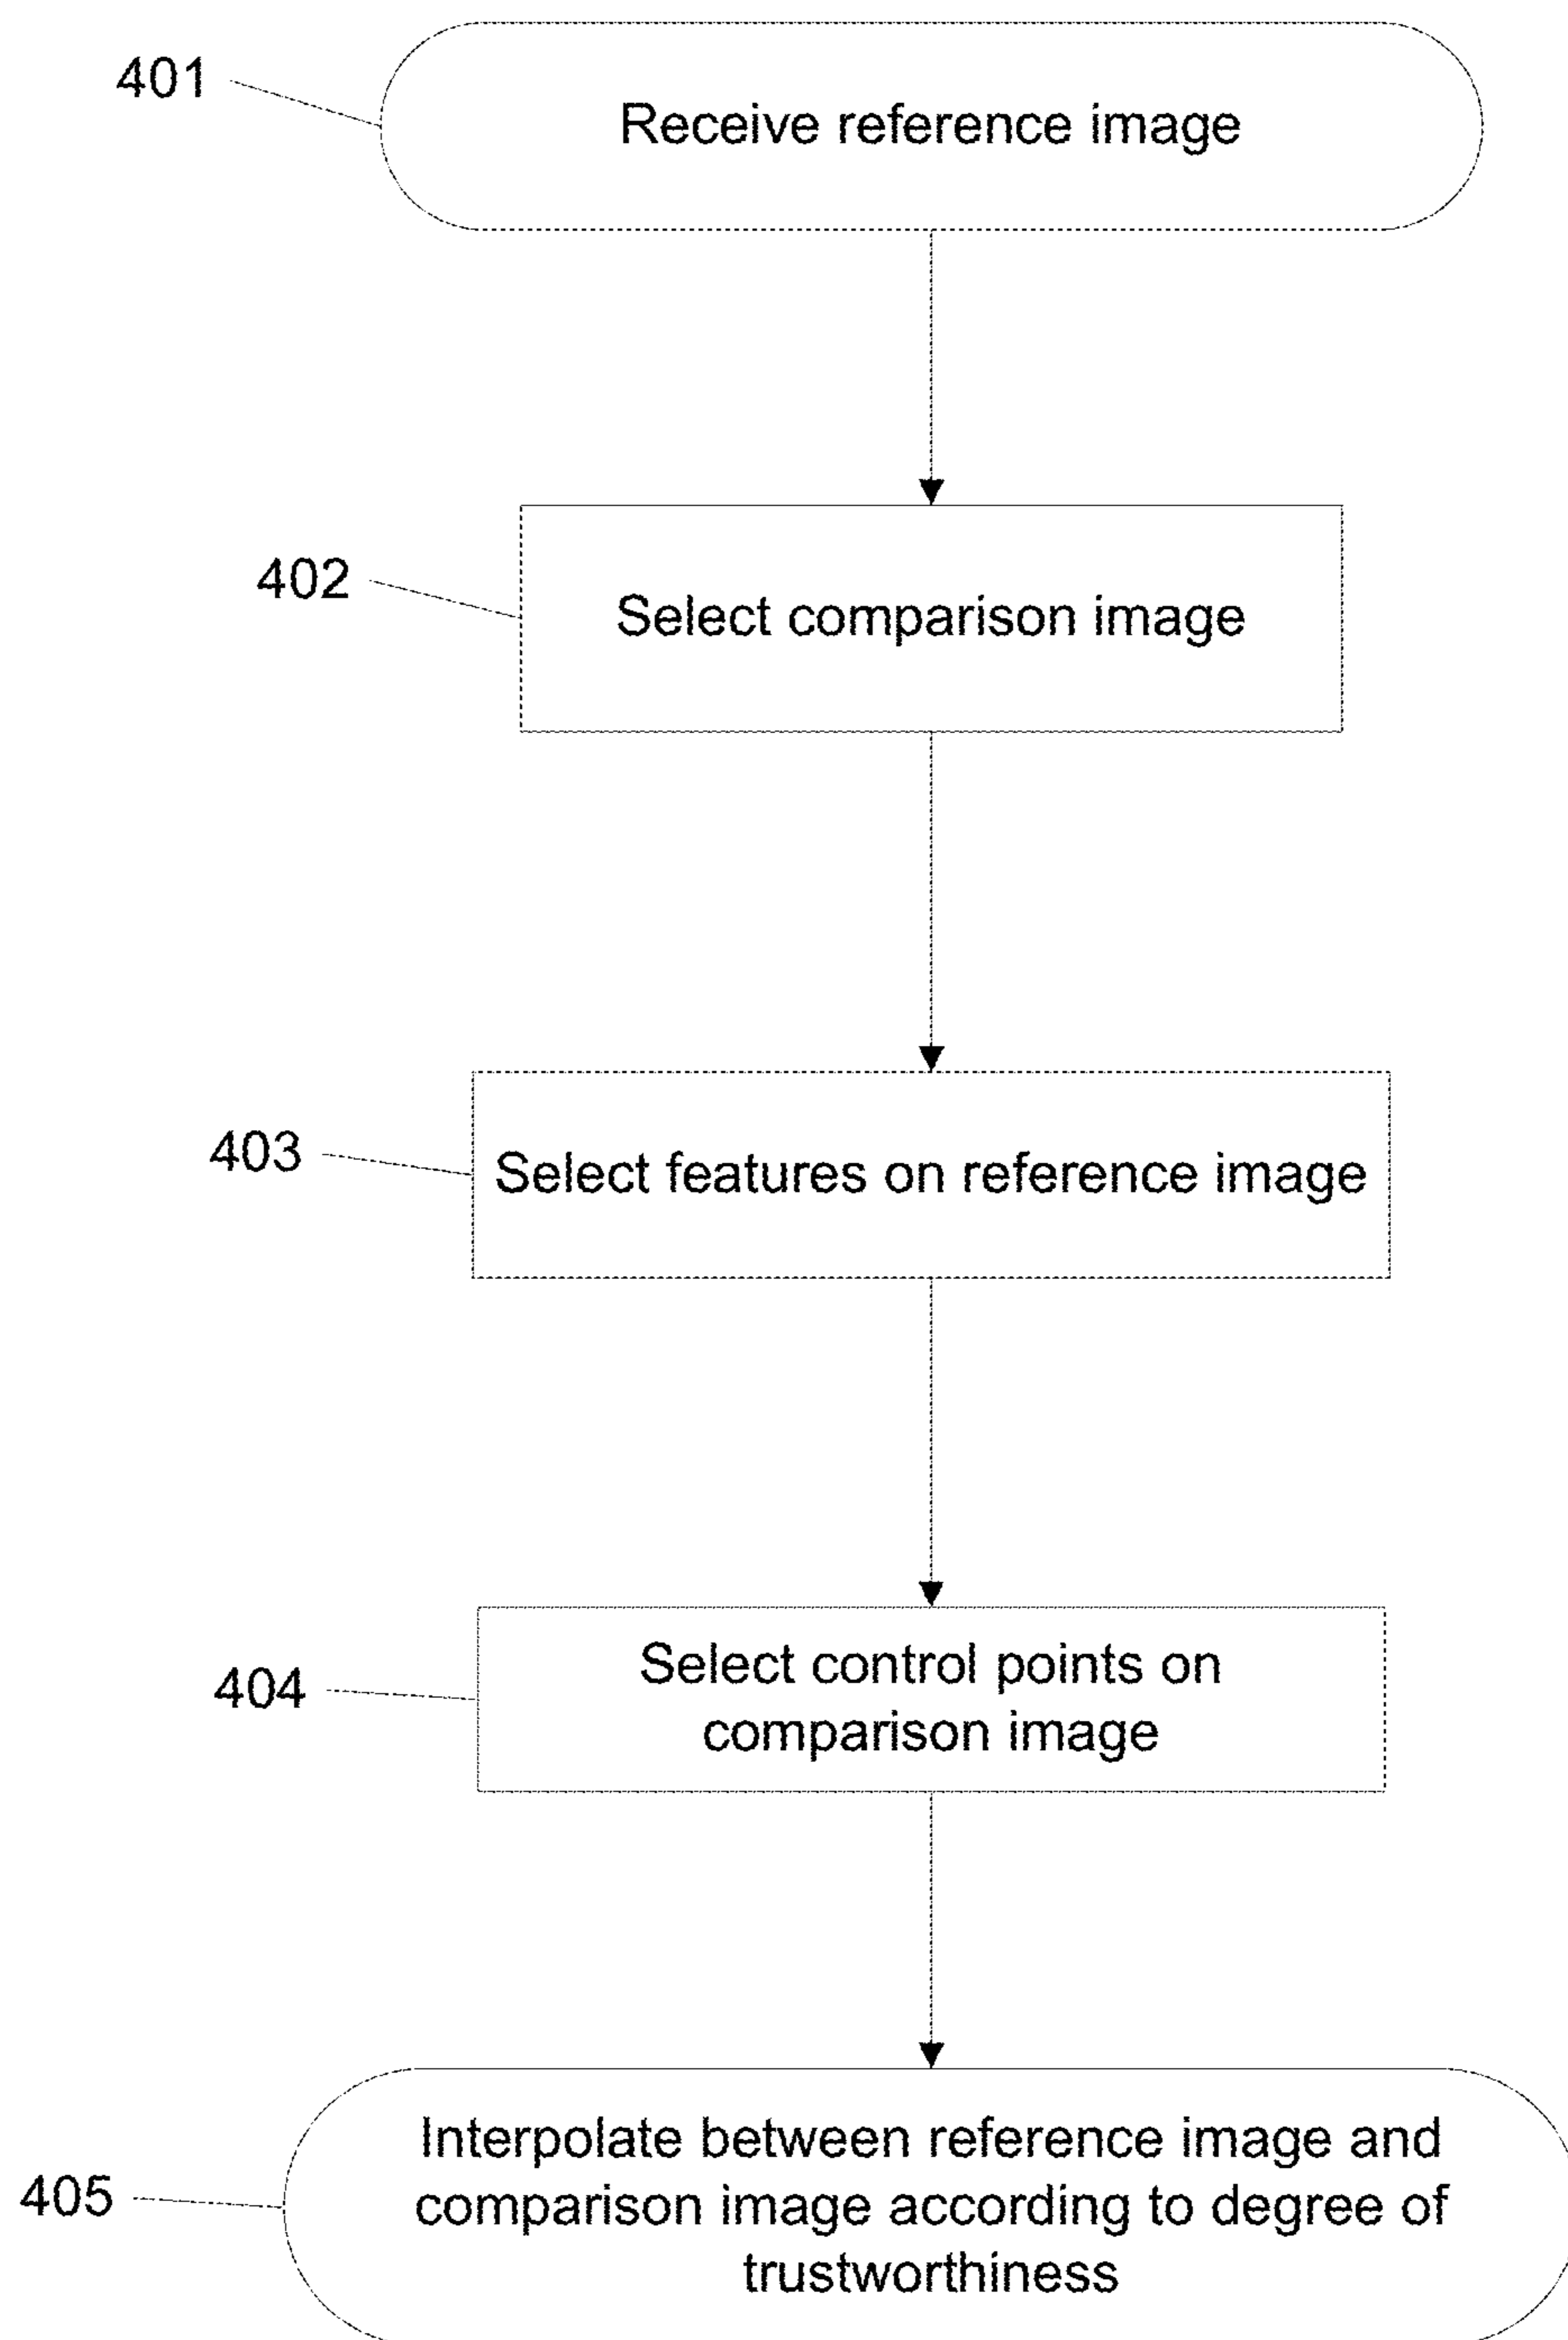 401
Receive reference image
402
Select comparison image
403
Select features on reference image
404
Select control points on
comparison image
405
Interpolate between reference image and
comparison image according to degree of
trustworthiness